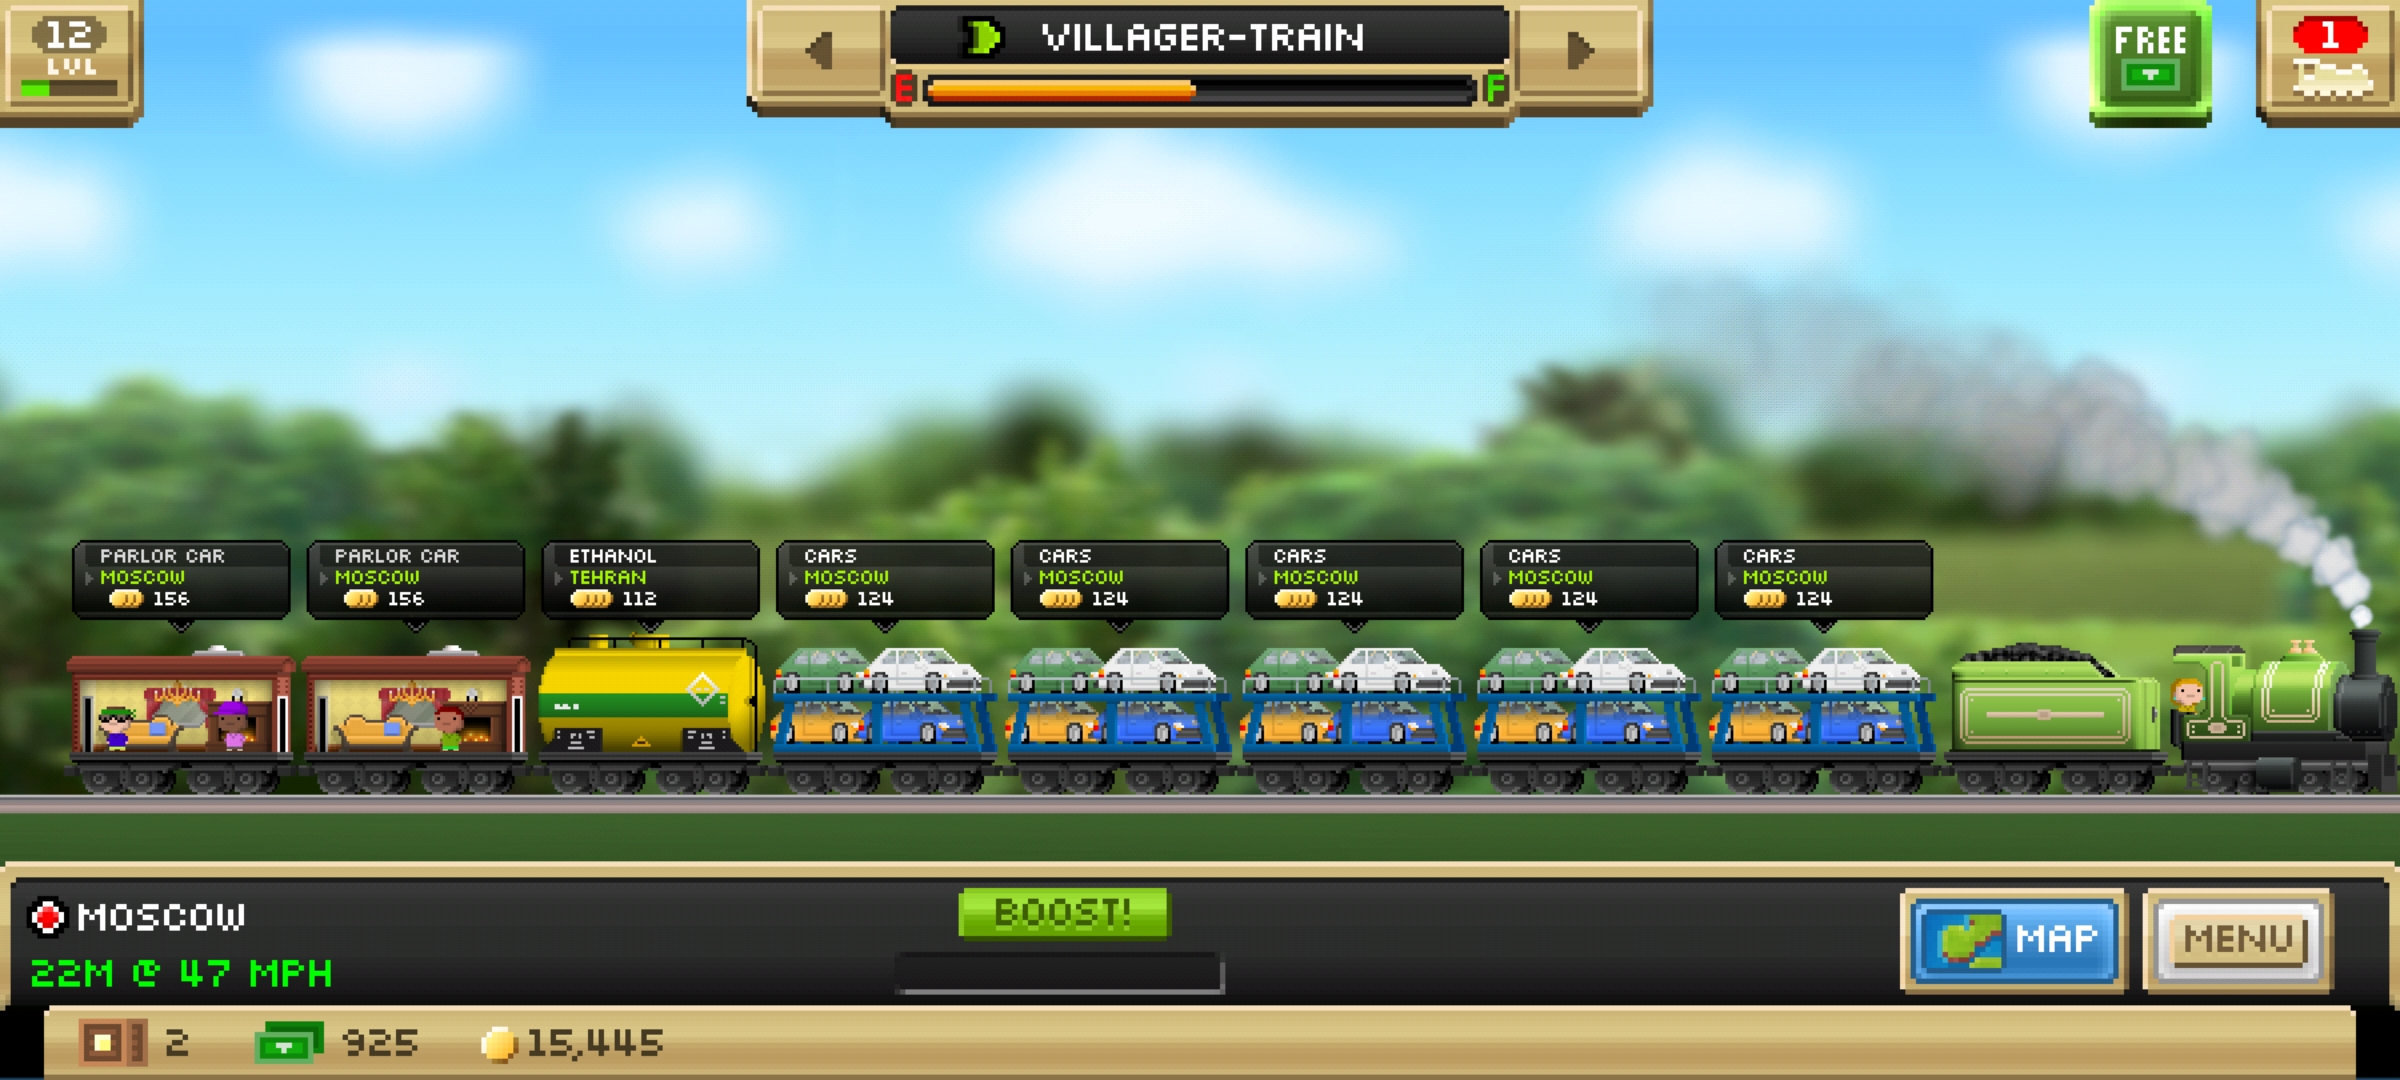 12
LVL
VILLAGER-TRAIN
E F
FREE
1
PARLOR CAR
MOSCOW
156
PARLOR CAR
MOSCOW
156
ETHANOL
TEHRAN
112
CARS
MOSCOW
124
CARS
MOSCOW
124
CARS
MOSCOW
124
CARS
MOSCOW
124
CARS
MOSCOW
124
MOSCOW
22M @ 47 MPH
BOOST!
MAP
MENU
2
925
15,445